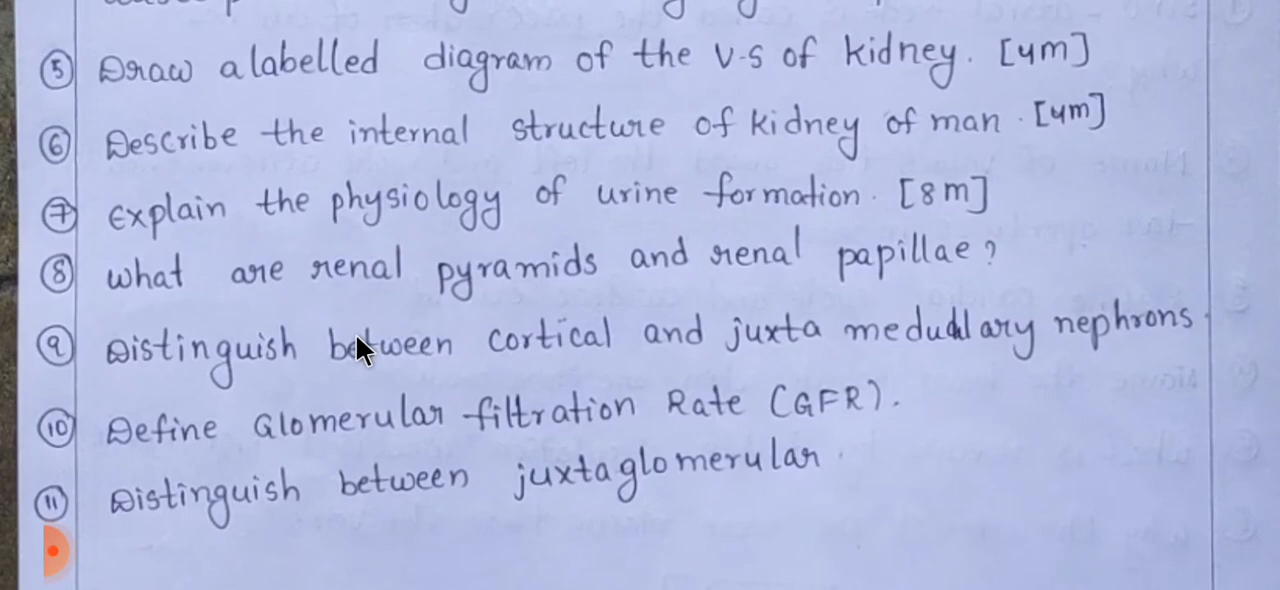 ⑤ Draw a labelled diagram of the V.S of kidney. [4m]
⑥ Describe the internal structure of kidney of man. [4m]
⑦ Explain the physiology of urine formation. [8m]
⑧ what are renal pyramids and renal papillae?
⑨ Distinguish between cortical and juxta medullary nephrons.
⑩ Define Glomerular filtration Rate (GFR).
⑪ Distinguish between juxtaglomerular.